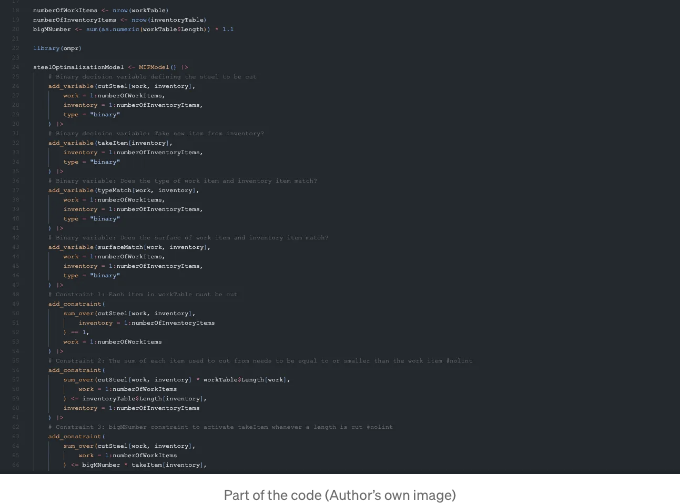 numberOfWorkItems <- nrow(workTable)
numberOfInventoryItems <- nrow(inventoryTable)
bigMNumber <- sum(as.numeric(workTable$Length)) * 1.1
library(ompr)
steelOptimalizationModel <- MIPModel() |>
# Binary decision variable defining the steel to be cut
add_variable(cutSteel[work, inventory],
work = 1:numberOfWorkItems,
inventory = 1:numberOfInventoryItems,
type = "binary"
) |>
# Binary decision variable: Take new item from inventory?
add_variable(takeItem[inventory],
inventory = 1:numberOfInventoryItems,
type = "binary"
) |>
# Binary variable: Does the type of work item and inventory item match?
add_variable(typeMatch[work, inventory],
work = 1:numberOfWorkItems,
inventory = 1:numberOfInventoryItems,
type = "binary"
) |>
# Binary variable: Does the surface of work item and inventory item match?
add_variable(surfaceMatch[work, inventory],
work = 1:numberOfWorkItems,
inventory = 1:numberOfInventoryItems,
type = "binary"
) |>
# Constraint 1: Each item in workTable must be cut
add_constraint(
sum_over(cutSteel[work, inventory],
inventory = 1:numberOfInventoryItems
) == 1,
work = 1:numberOfWorkItems
) |>
# Constraint 2: The sum of each item used to cut from needs to be equal to or smaller than the work item #nolint
add_constraint(
sum_over(cutSteel[work, inventory] * workTable$Length[work],
work = 1:numberOfWorkItems
) <= inventoryTable$Length[inventory],
inventory = 1:numberOfInventoryItems
) |>
# Constraint 3: bigMNumber constraint to activate takeItem whenever a length is cut #nolint
add_constraint(
sum_over(cutSteel[work, inventory],
work = 1:numberOfWorkItems
) <= bigMNumber * takeItem[inventory],
Part of the code (Author's own image)